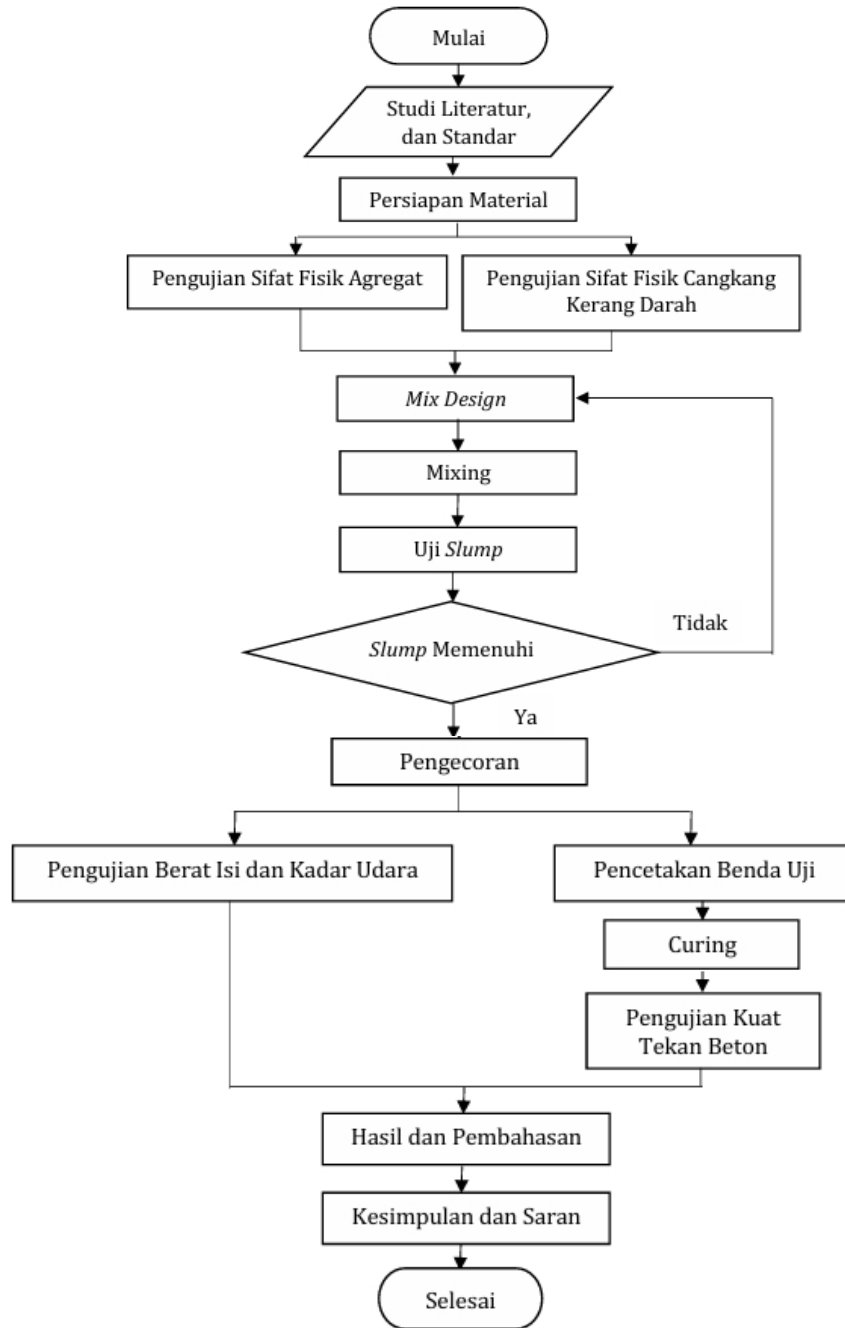 Mulai
Studi Literatur,
dan Standar
Persiapan Material
Pengujian Sifat Fisik Agregat
Pengujian Sifat Fisik Cangkang
Kerang Darah
Mix Design
Mixing
Uji Slump
Slump Memenuhi
Tidak
Ya
Pengecoran
Pengujian Berat Isi dan Kadar Udara
Pencetakan Benda Uji
Curing
Pengujian Kuat
Tekan Beton
Hasil dan Pembahasan
Kesimpulan dan Saran
Selesai